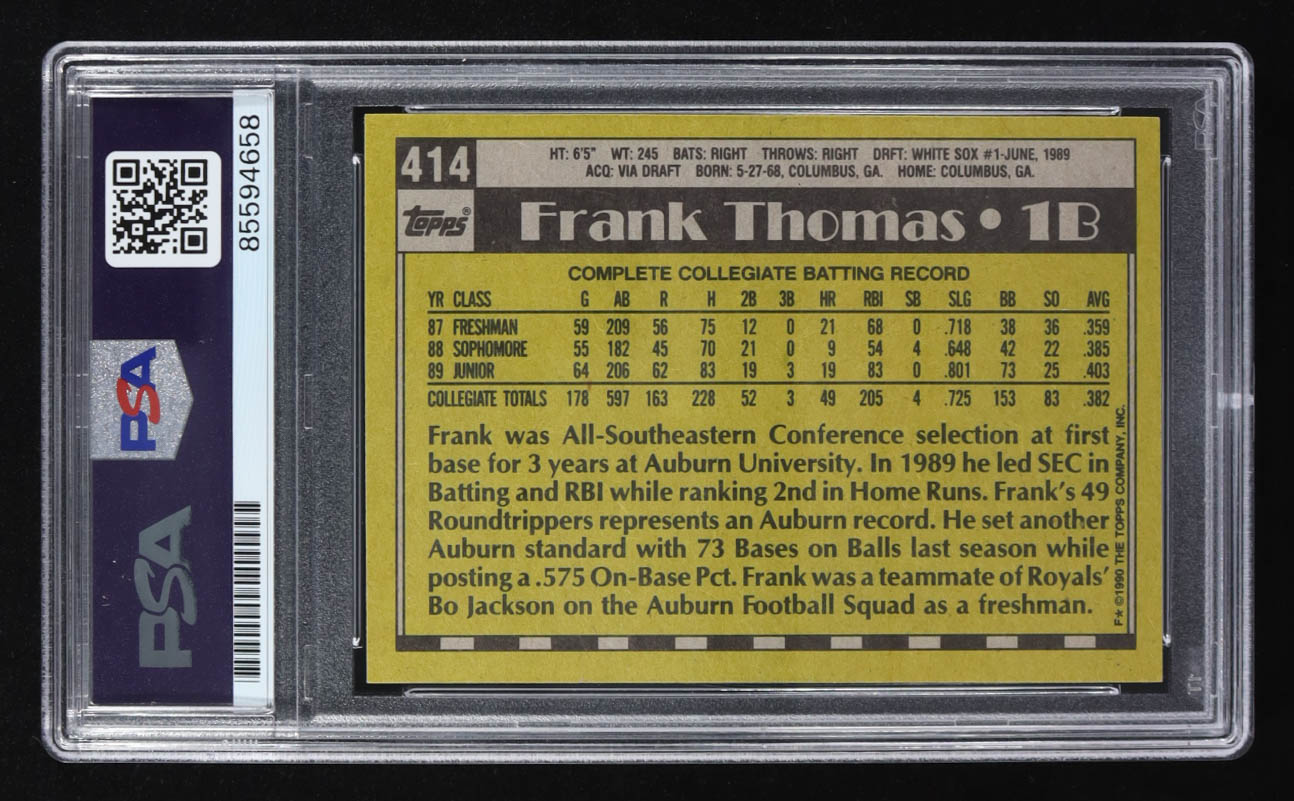 85594658
PSA
PSA
414
HT: 6'5" WT: 245 BATS: RIGHT THROWS: RIGHT DRFT: WHITE SOX #1-JUNE, 1989
ACQ: VIA DRAFT BORN: 5-27-68, COLUMBUS, GA. HOME: COLUMBUS, GA.
topps®
Frank Thomas • 1B
COMPLETE COLLEGIATE BATTING RECORD
YR CLASS G AB R H 2B 3B HR RBI SB SLG BB SO AVG
87 FRESHMAN 59 209 56 75 12 0 21 68 0 .718 38 36 .359
88 SOPHOMORE 55 182 45 70 21 0 9 54 4 .648 42 22 .385
89 JUNIOR 64 206 62 83 19 3 19 83 0 .801 73 25 .403
COLLEGIATE TOTALS 178 597 163 228 52 3 49 205 4 .725 153 83 .382
Frank was All-Southeastern Conference selection at first
base for 3 years at Auburn University. In 1989 he led SEC in
Batting and RBI while ranking 2nd in Home Runs. Frank's 49
Roundtrippers represents an Auburn record. He set another
Auburn standard with 73 Bases on Balls last season while
posting a .575 On-Base Pct. Frank was a teammate of Royals'
Bo Jackson on the Auburn Football Squad as a freshman.
F★ ©1990 THE TOPPS COMPANY, INC.